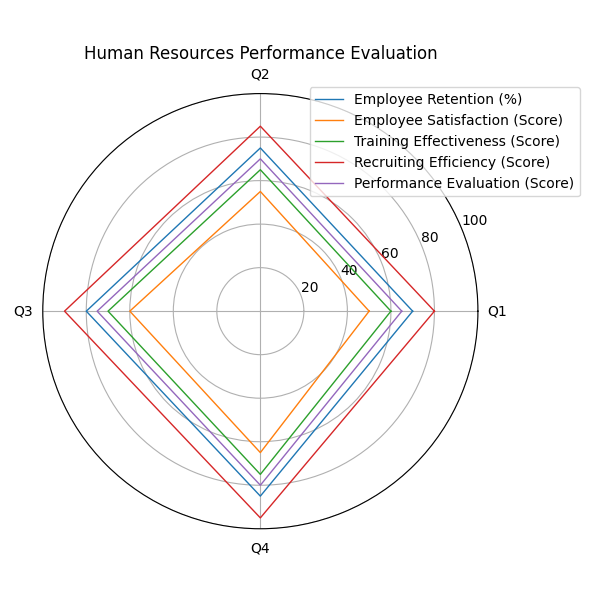 Human Resources Performance Evaluation
Q2
Employee Retention (%)
Employee Satisfaction (Score)
Training Effectiveness (Score)
Recruiting Efficiency (Score)
Performance Evaluation (Score)
100
80
60
40
20
Q3
Q1
Q4